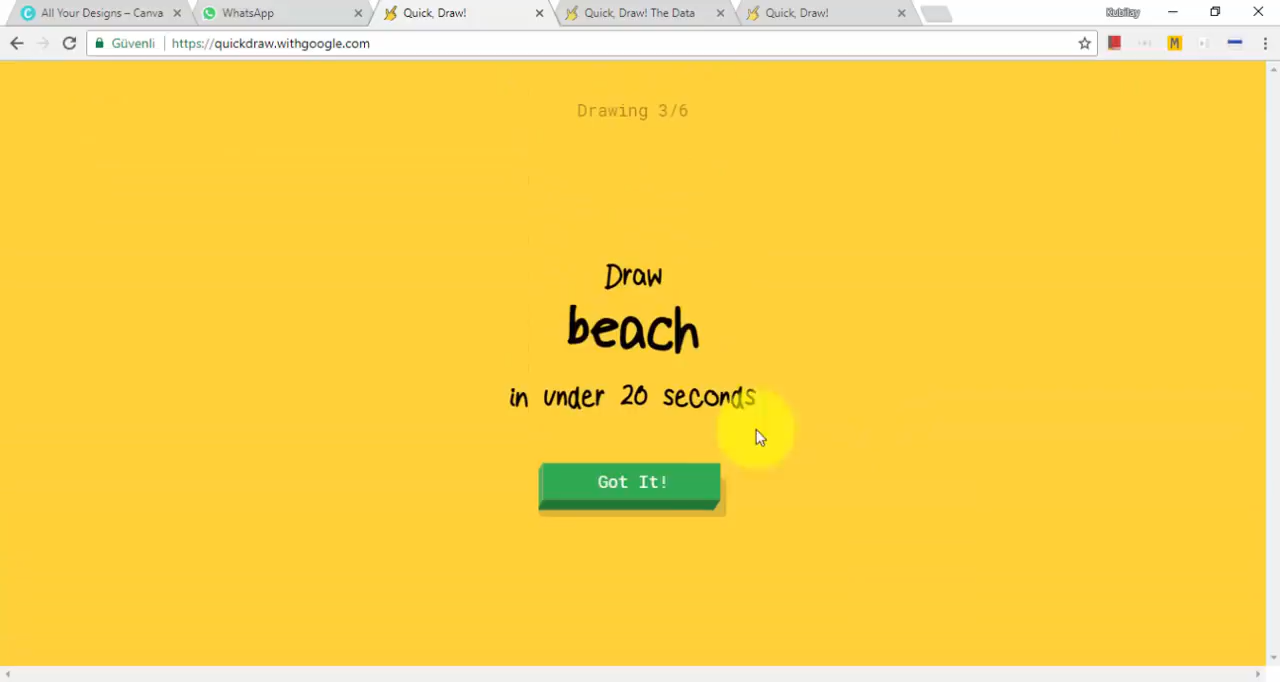 All Your Designs – Canva
WhatsApp
Quick, Draw!
Quick, Draw! The Data
Quick, Draw!
Kubilay
Güvenli
https://quickdraw.withgoogle.com
M
Drawing 3/6
Draw
beach
in under 20 seconds
Got It!